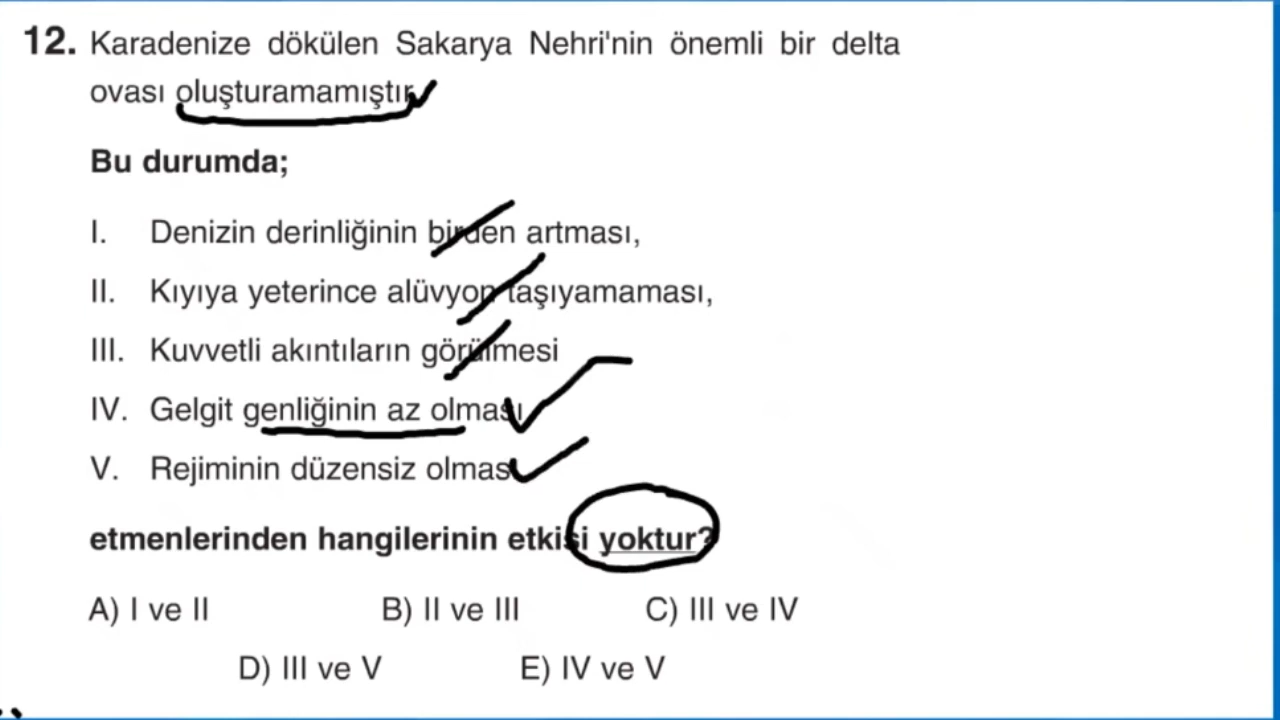 12. Karadenize dökülen Sakarya Nehri'nin önemli bir delta
ovası oluşturamamıştır.
Bu durumda;
I. Denizin derinliğinin birden artması,
II. Kıyıya yeterince alüvyon taşıyamaması,
III. Kuvvetli akıntıların görülmesi
IV. Gelgit genliğinin az olması
V. Rejiminin düzensiz olması
etmenlerinden hangilerinin etkisi yoktur?
A) I ve II B) II ve III C) III ve IV
D) III ve V E) IV ve V